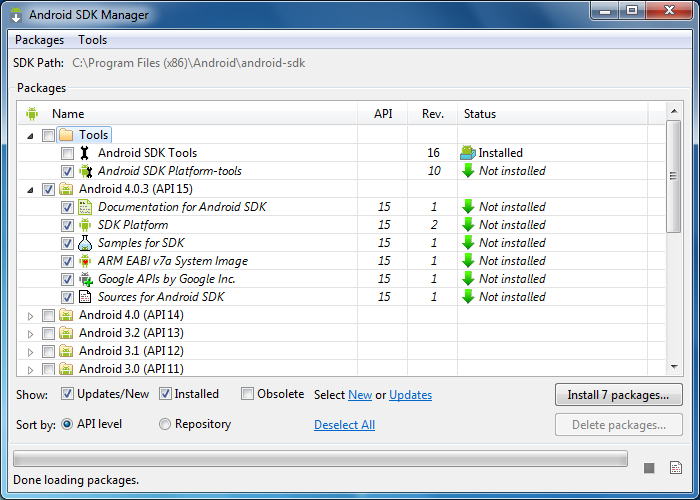 Android SDK Manager
Packages Tools
SDK Path: C:\Program Files (x86)\Android\android-sdk
Packages
Name API Rev. Status
Tools
Android SDK Tools 16 Installed
Android SDK Platform-tools 10 Not installed
Android 4.0.3 (API 15)
Documentation for Android SDK 15 1 Not installed
SDK Platform 15 2 Not installed
Samples for SDK 15 1 Not installed
ARM EABI v7a System Image 15 1 Not installed
Google APIs by Google Inc. 15 1 Not installed
Sources for Android SDK 15 1 Not installed
Android 4.0 (API 14)
Android 3.2 (API 13)
Android 3.1 (API 12)
Android 3.0 (API 11)
Show: Updates/New Installed Obsolete Select New or Updates Install 7 packages...
Sort by: API level Repository Deselect All Delete packages...
Done loading packages.